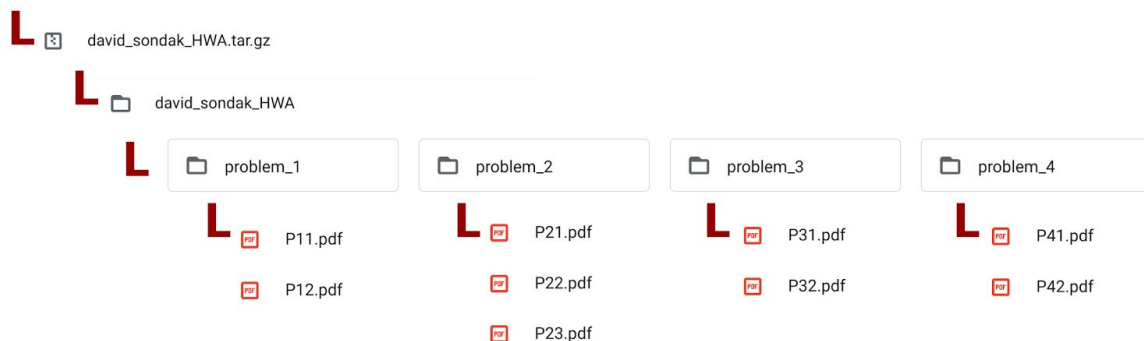 david_sondak_HWA.tar.gz
david_sondak_HWA
problem_1 problem_2 problem_3 problem_4
P11.pdf P21.pdf P31.pdf P41.pdf
P12.pdf P22.pdf P32.pdf P42.pdf
P23.pdf